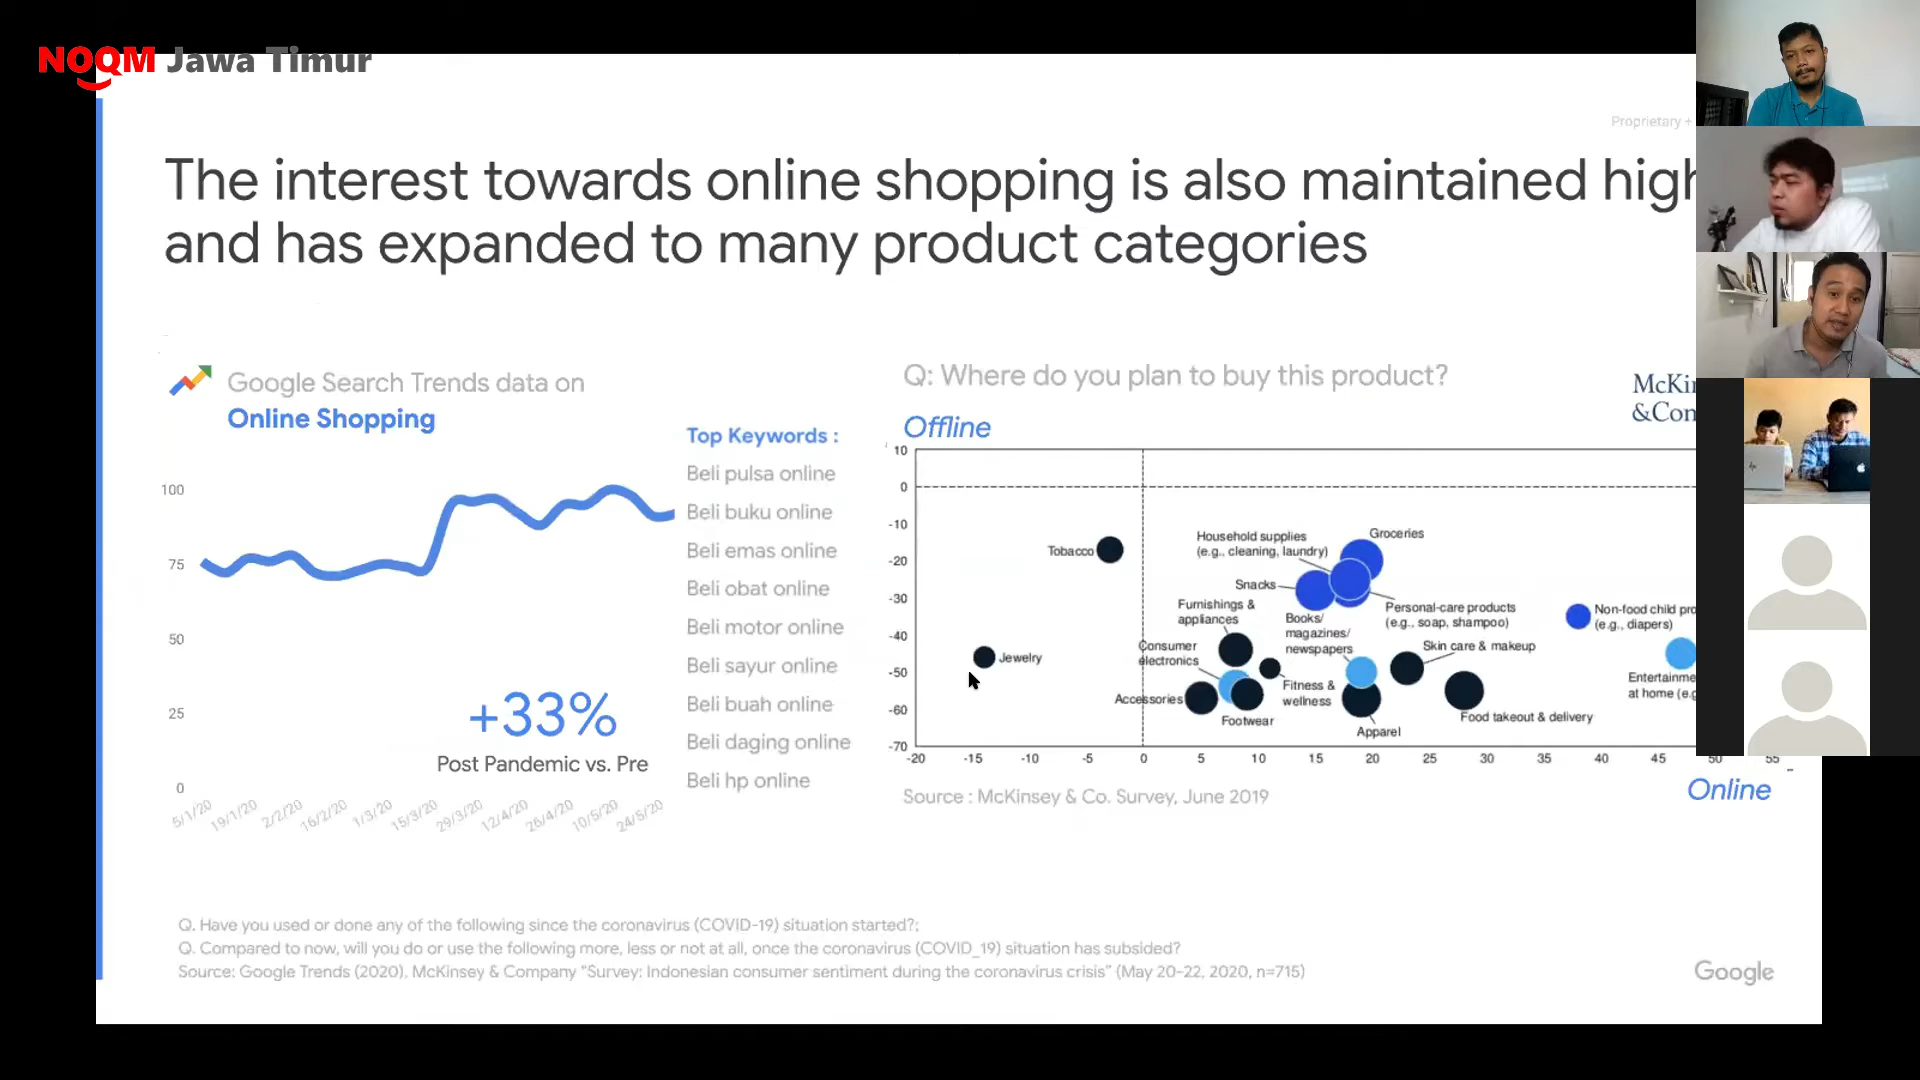 NOQM Jawa Timur
Proprietary +
The interest towards online shopping is also maintained high
and has expanded to many product categories
Google Search Trends data on
Online Shopping
100
75
50
25
0
5/1/20
19/1/20
2/2/20
16/2/20
1/3/20
15/3/20
29/3/20
12/4/20
26/4/20
10/5/20
24/5/20
+33%
Post Pandemic vs. Pre
Top Keywords :
Beli pulsa online
Beli buku online
Beli emas online
Beli obat online
Beli motor online
Beli sayur online
Beli buah online
Beli daging online
Beli hp online
Q: Where do you plan to buy this product?
Offline
10
0
-10
-20
-30
-40
-50
-60
-70
Tobacco
Jewelry
Household supplies
(e.g., cleaning, laundry)
Groceries
Snacks
Furnishings &
appliances
Books/
magazines/
newspapers
Personal-care products
(e.g., soap, shampoo)
Non-food child
(e.g., diapers)
Consumer
electronics
Skin care & makeup
Accessories
Footwear
Fitness &
wellness
Apparel
Food takeout & delivery
at home
-20
-15
-10
-5
0
5
10
15
20
25
30
35
40
45
50
55
Online
Source : McKinsey & Co. Survey, June 2019
Q. Have you used or done any of the following since the coronavirus (COVID-19) situation started?;
Q. Compared to now, will you do or use the following more, less or not at all, once the coronavirus (COVID_19) situation has subsided?
Source: Google Trends (2020), McKinsey & Company "Survey: Indonesian consumer sentiment during the coronavirus crisis" (May 20-22, 2020, n=715)
Google